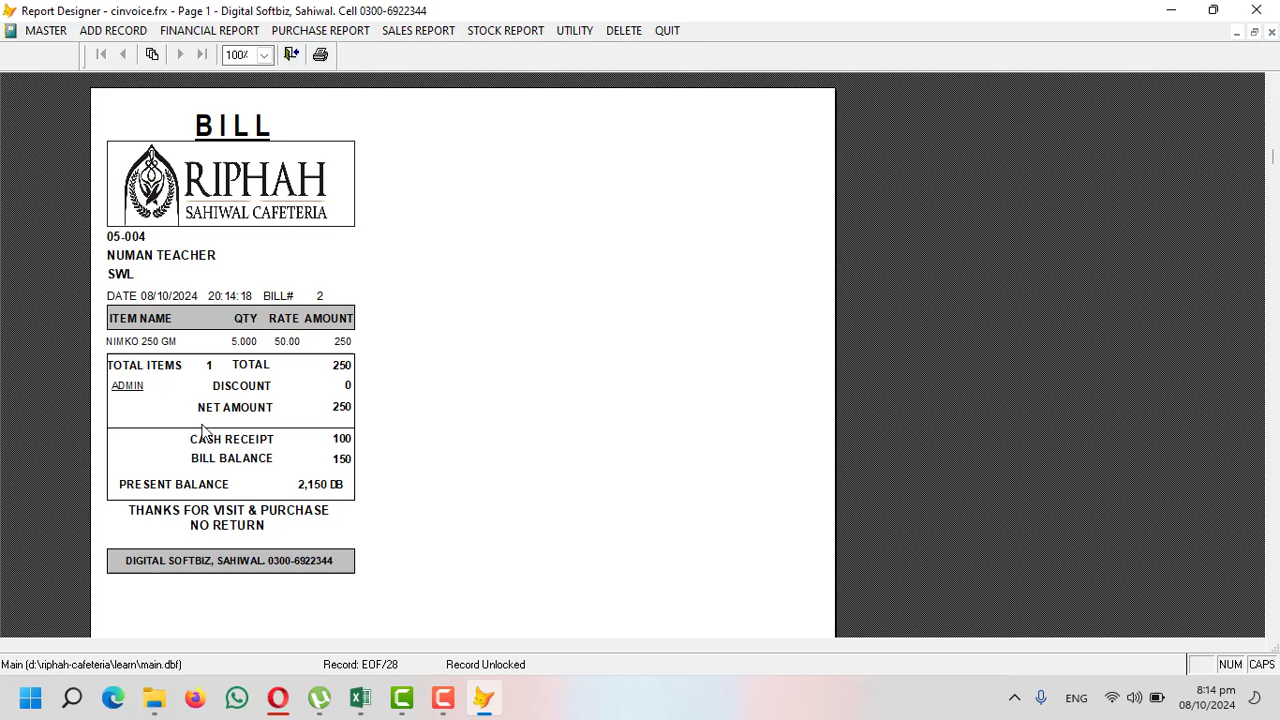 Report Designer - cinvoice.frx - Page 1 - Digital Softbiz, Sahiwal. Cell 0300-6922344
MASTER ADD RECORD FINANCIAL REPORT PURCHASE REPORT SALES REPORT STOCK REPORT UTILITY DELETE QUIT
100%
BILL
RIPHAH
SAHIWAL CAFETERIA
05-004
NUMAN TEACHER
SWL
DATE 08/10/2024 20:14:18 BILL# 2
ITEM NAME QTY RATE AMOUNT
NIMKO 250 GM 5.000 50.00 250
TOTAL ITEMS 1 TOTAL 250
ADMIN DISCOUNT 0
NET AMOUNT 250
CASH RECEIPT 100
BILL BALANCE 150
PRESENT BALANCE 2,150 DB
THANKS FOR VISIT & PURCHASE
NO RETURN
DIGITAL SOFTBIZ, SAHIWAL. 0300-6922344
Main (d:\riphah-cafeteria\learn\main.dbf) Record: EOF/28 Record Unlocked NUM CAPS
ENG 8:14 pm
08/10/2024